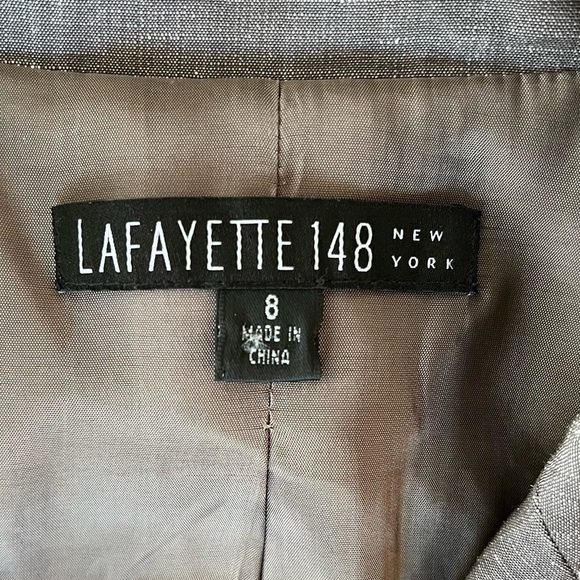 LAFAYETTE 148 NEW YORK
8
MADE IN
CHINA